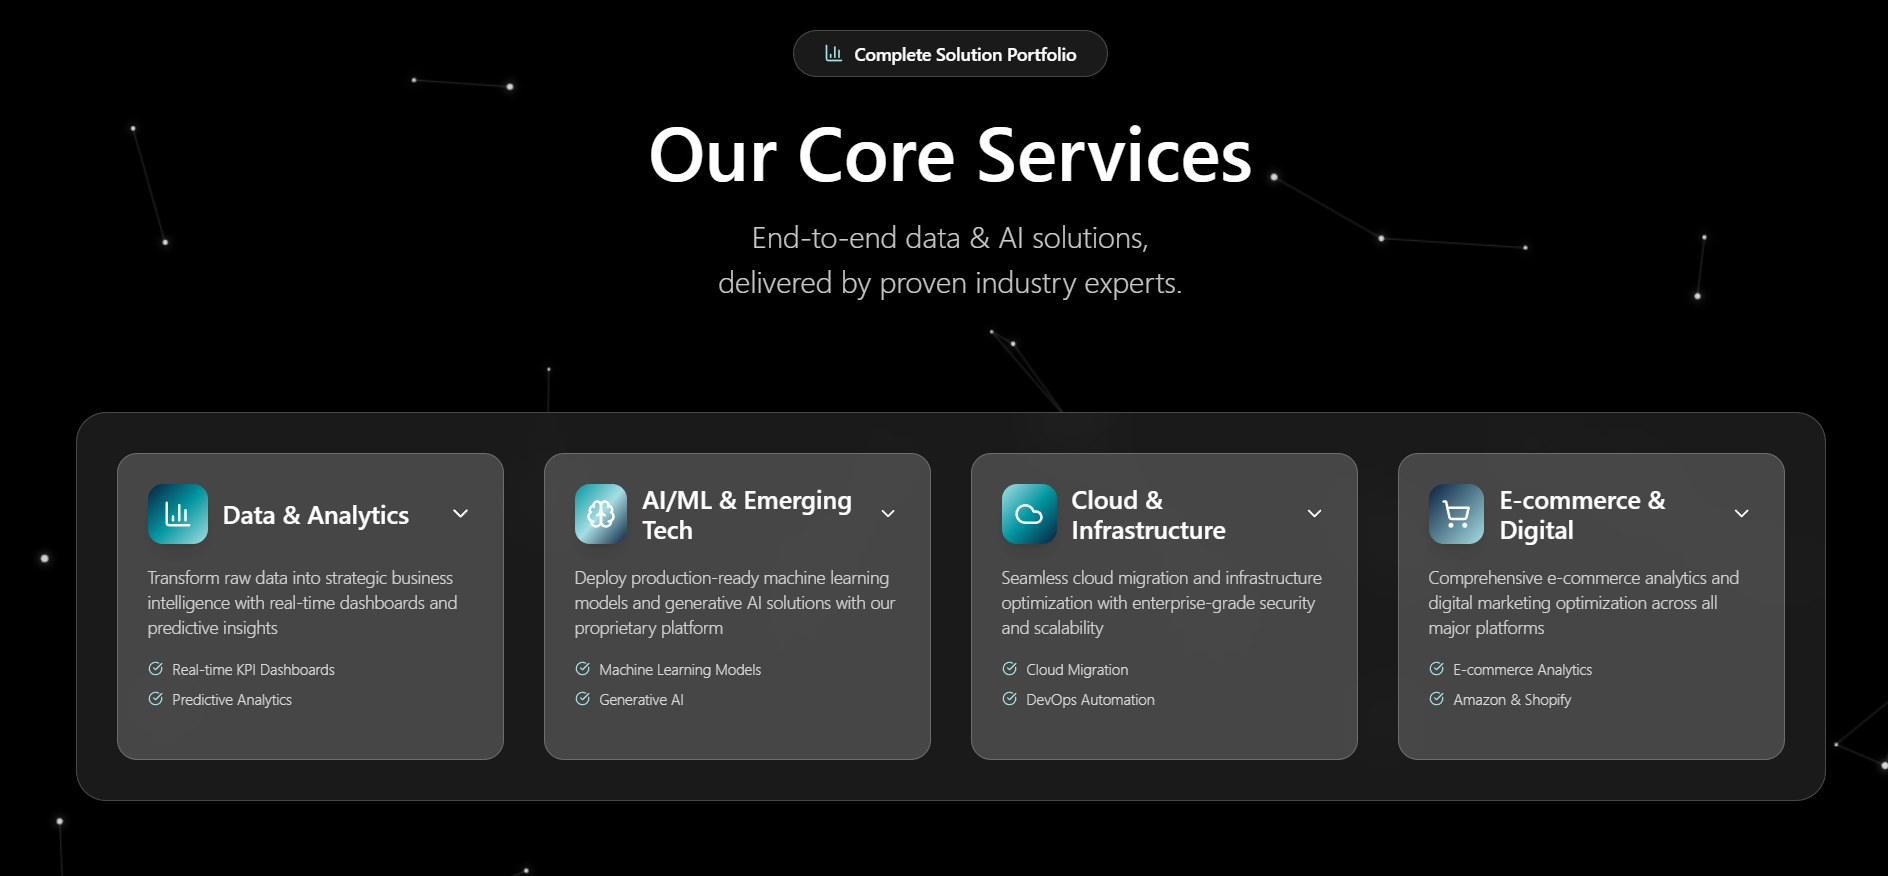 Complete Solution Portfolio
Our Core Services
End-to-end data & AI solutions,
delivered by proven industry experts.
Data & Analytics
Transform raw data into strategic business
intelligence with real-time dashboards and
predictive insights
Real-time KPI Dashboards
Predictive Analytics
AI/ML & Emerging
Tech
Deploy production-ready machine learning
models and generative AI solutions with our
proprietary platform
Machine Learning Models
Generative AI
Cloud &
Infrastructure
Seamless cloud migration and infrastructure
optimization with enterprise-grade security
and scalability
Cloud Migration
DevOps Automation
E-commerce &
Digital
Comprehensive e-commerce analytics and
digital marketing optimization across all
major platforms
E-commerce Analytics
Amazon & Shopify